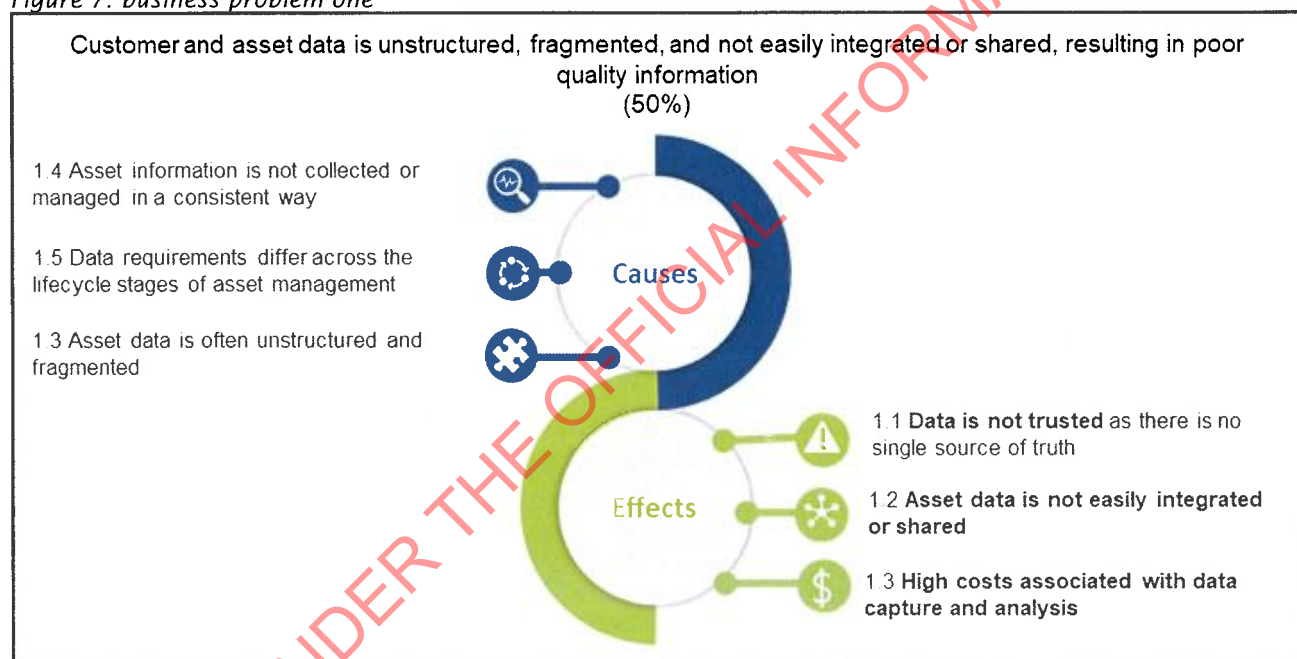 Figure 7: business problem one
Customer and asset data is unstructured, fragmented, and not easily integrated or shared, resulting in poor
quality information
(50%)
1.4 Asset information is not collected or
managed in a consistent way
1.5 Data requirements differ across the
lifecycle stages of asset management
1.3 Asset data is often unstructured and
fragmented
Causes
Effects
1.1 Data is not trusted as there is no
single source of truth
1.2 Asset data is not easily integrated
or shared
1.3 High costs associated with data
capture and analysis
UNDER THE OFFICIAL INFORMA